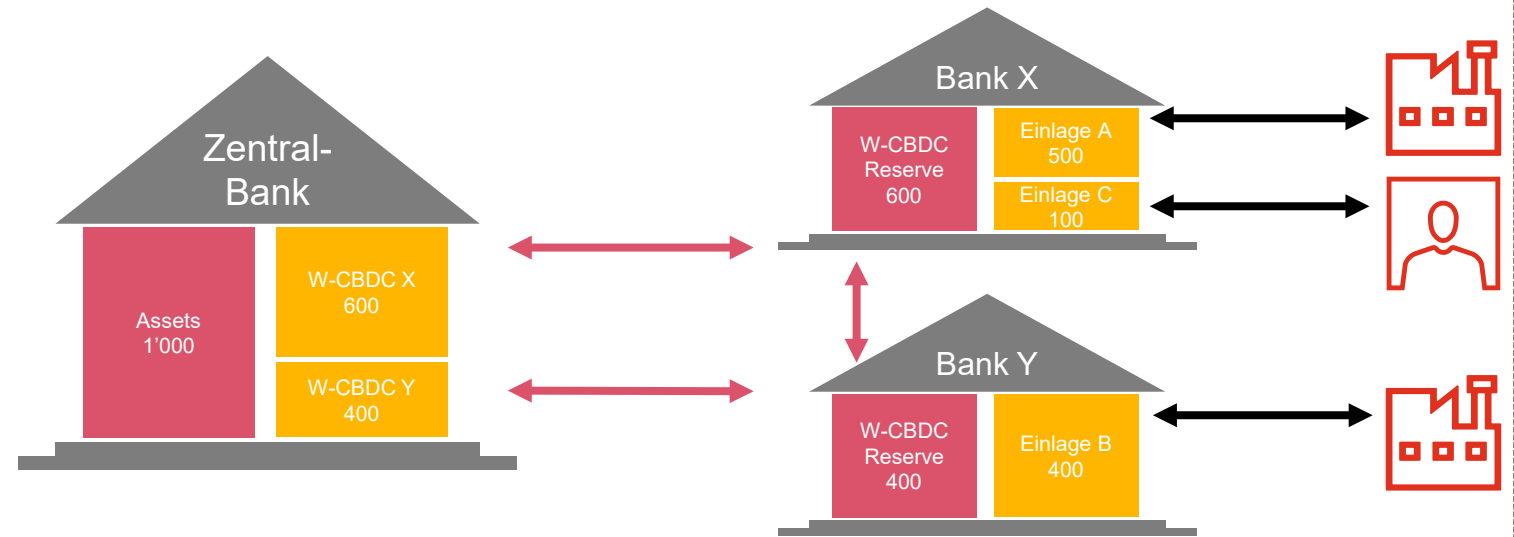 Zentral-
Bank
Assets
1’000
W-CBDC X
600
W-CBDC Y
400
Bank X
W-CBDC
Reserve
600
Einlage A
500
Einlage C
100
Bank Y
W-CBDC
Reserve
400
Einlage B
400